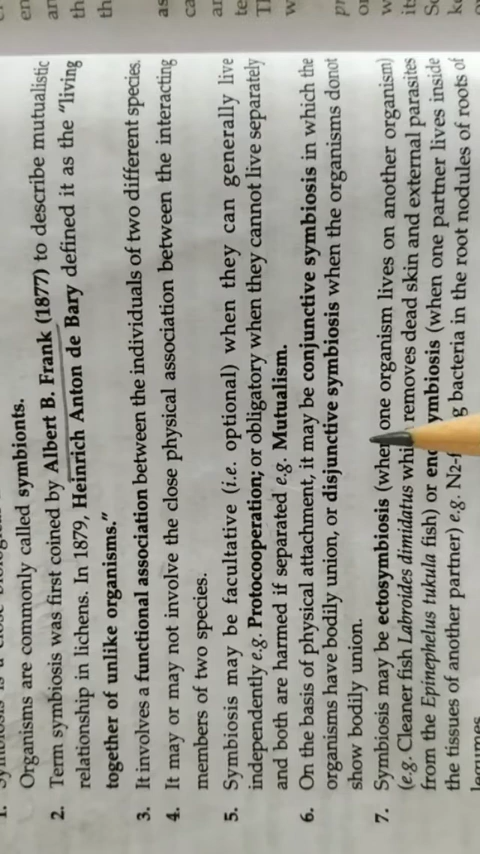 1.
Organisms are commonly called symbionts.
2. Term symbiosis was first coined by Albert B. Frank (1877) to describe mutualistic
relationship in lichens. In 1879, Heinrich Anton de Bary defined it as the "living
together of unlike organisms."
3. It involves a functional association between the individuals of two different species.
4. It may or may not involve the close physical association between the interacting
members of two species.
5. Symbiosis may be facultative (i.e. optional) when they can generally live
independently e.g. Protocooperation; or obligatory when they cannot live separately
and both are harmed if separated e.g. Mutualism.
6. On the basis of physical attachment, it may be conjunctive symbiosis in which the
organisms have bodily union, or disjunctive symbiosis when the organisms donot
show bodily union.
7. Symbiosis may be ectosymbiosis (when one organism lives on another organism)
(e.g. Cleaner fish Labroides dimidatus removes dead skin and external parasites
from the Epinephelus tukula fish) or (when one partner lives inside
the tissues of another partner) e.g. bacteria in the root nodules of roots of
legumes